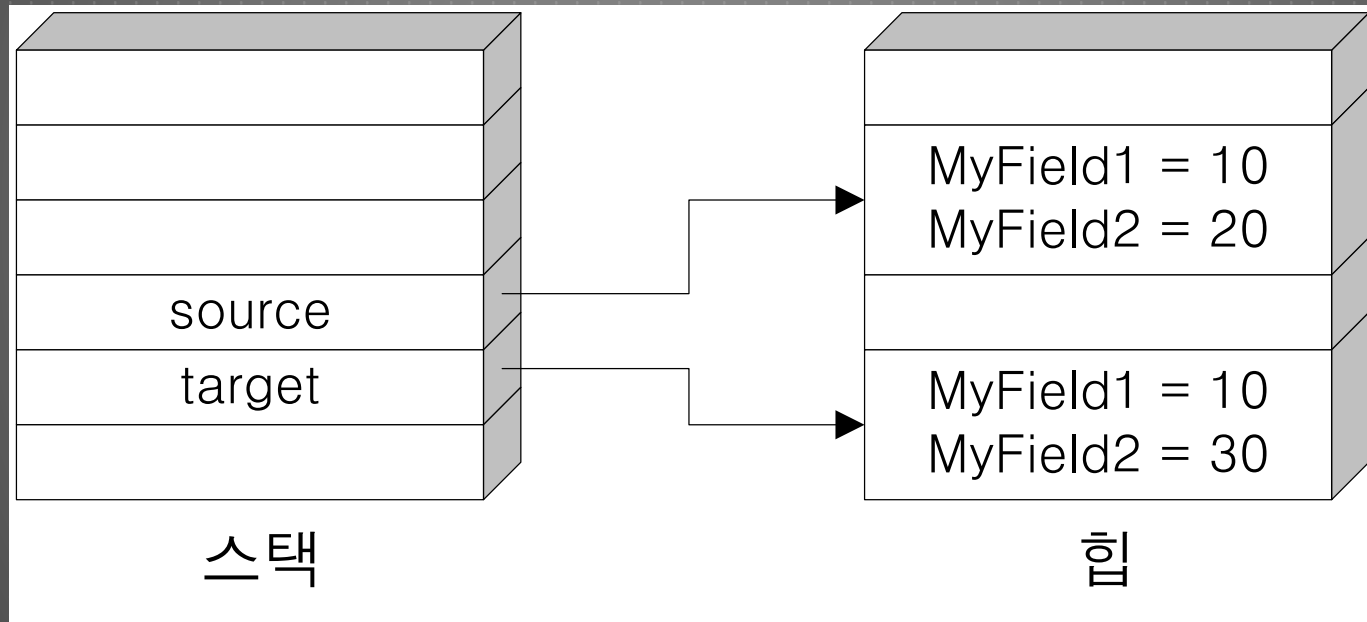 source
target
스택
MyField1 = 10
MyField2 = 20
MyField1 = 10
MyField2 = 30
힙